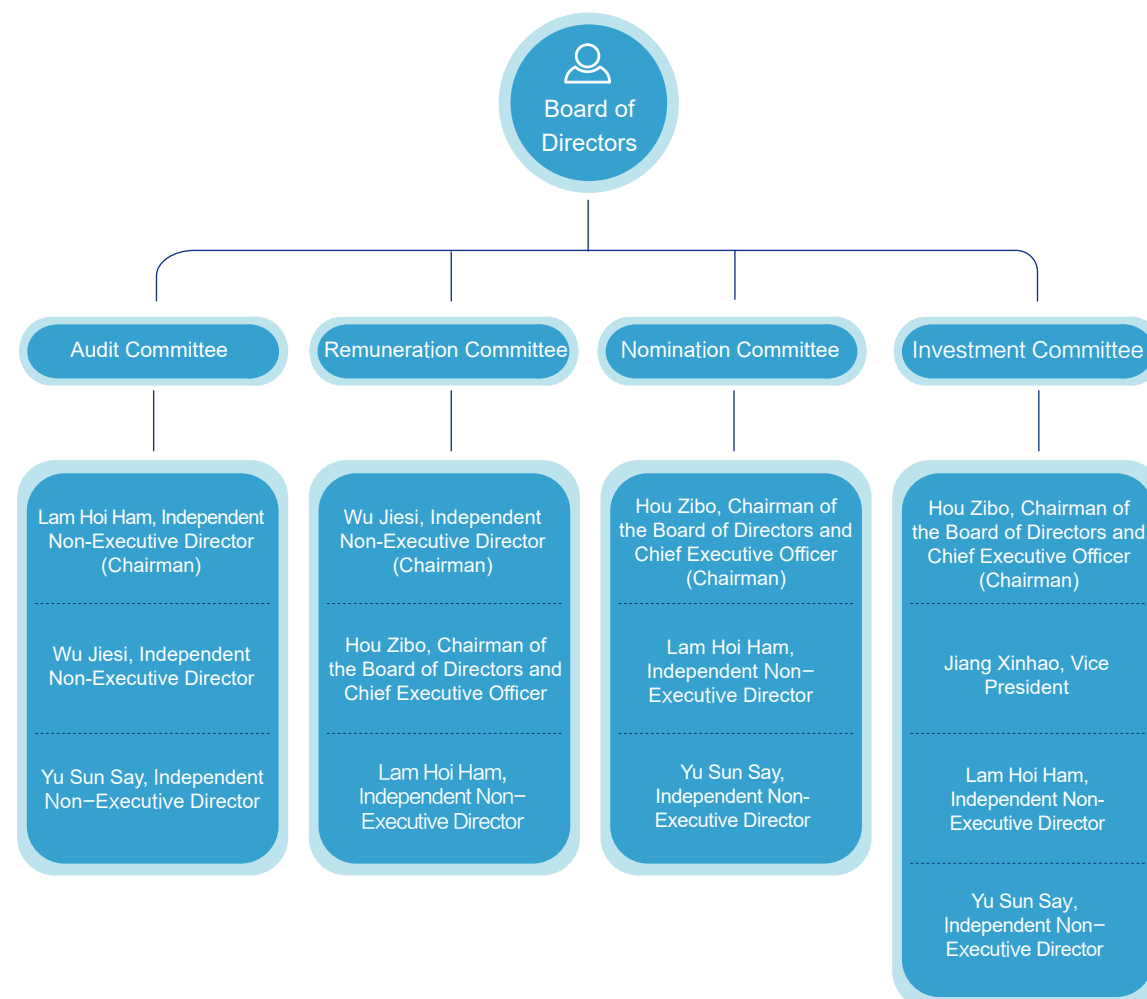 Board of
Directors
Audit Committee
Remuneration Committee
Nomination Committee
Investment Committee
Lam Hoi Ham, Independent
Non-Executive Director
(Chairman)
Wu Jiesi, Independent
Non-Executive Director
Yu Sun Say, Independent
Non−Executive Director
Wu Jiesi, Independent
Non-Executive Director
(Chairman)
Hou Zibo, Chairman of
the Board of Directors and
Chief Executive Officer
Lam Hoi Ham,
Independent Non−
Executive Director
Hou Zibo, Chairman of
the Board of Directors and
Chief Executive Officer
(Chairman)
Lam Hoi Ham,
Independent Non−
Executive Director
Yu Sun Say,
Independent Non-
Executive Director
Hou Zibo, Chairman of
the Board of Directors and
Chief Executive Officer
(Chairman)
Jiang Xinhao, Vice
President
Lam Hoi Ham,
Independent Non-
Executive Director
Yu Sun Say,
Independent Non−
Executive Director